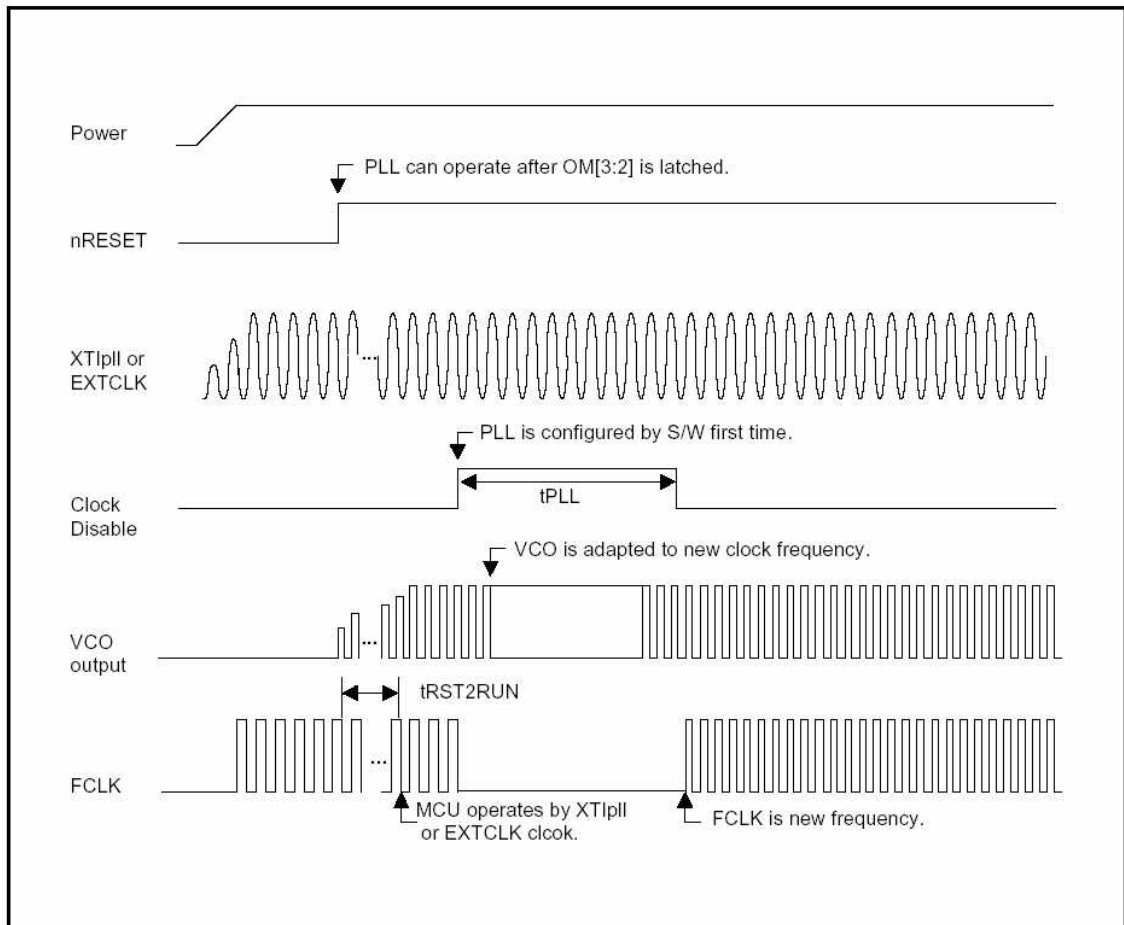 Power
PLL can operate after OM[3:2] is latched.
nRESET
XTIpll or
EXTCLK
...
PLL is configured by S/W first time.
Clock
Disable
tPLL
VCO is adapted to new clock frequency.
VCO
output
...
tRST2RUN
FCLK
...
MCU operates by XTIpll
or EXTCLK clcok.
FCLK is new frequency.